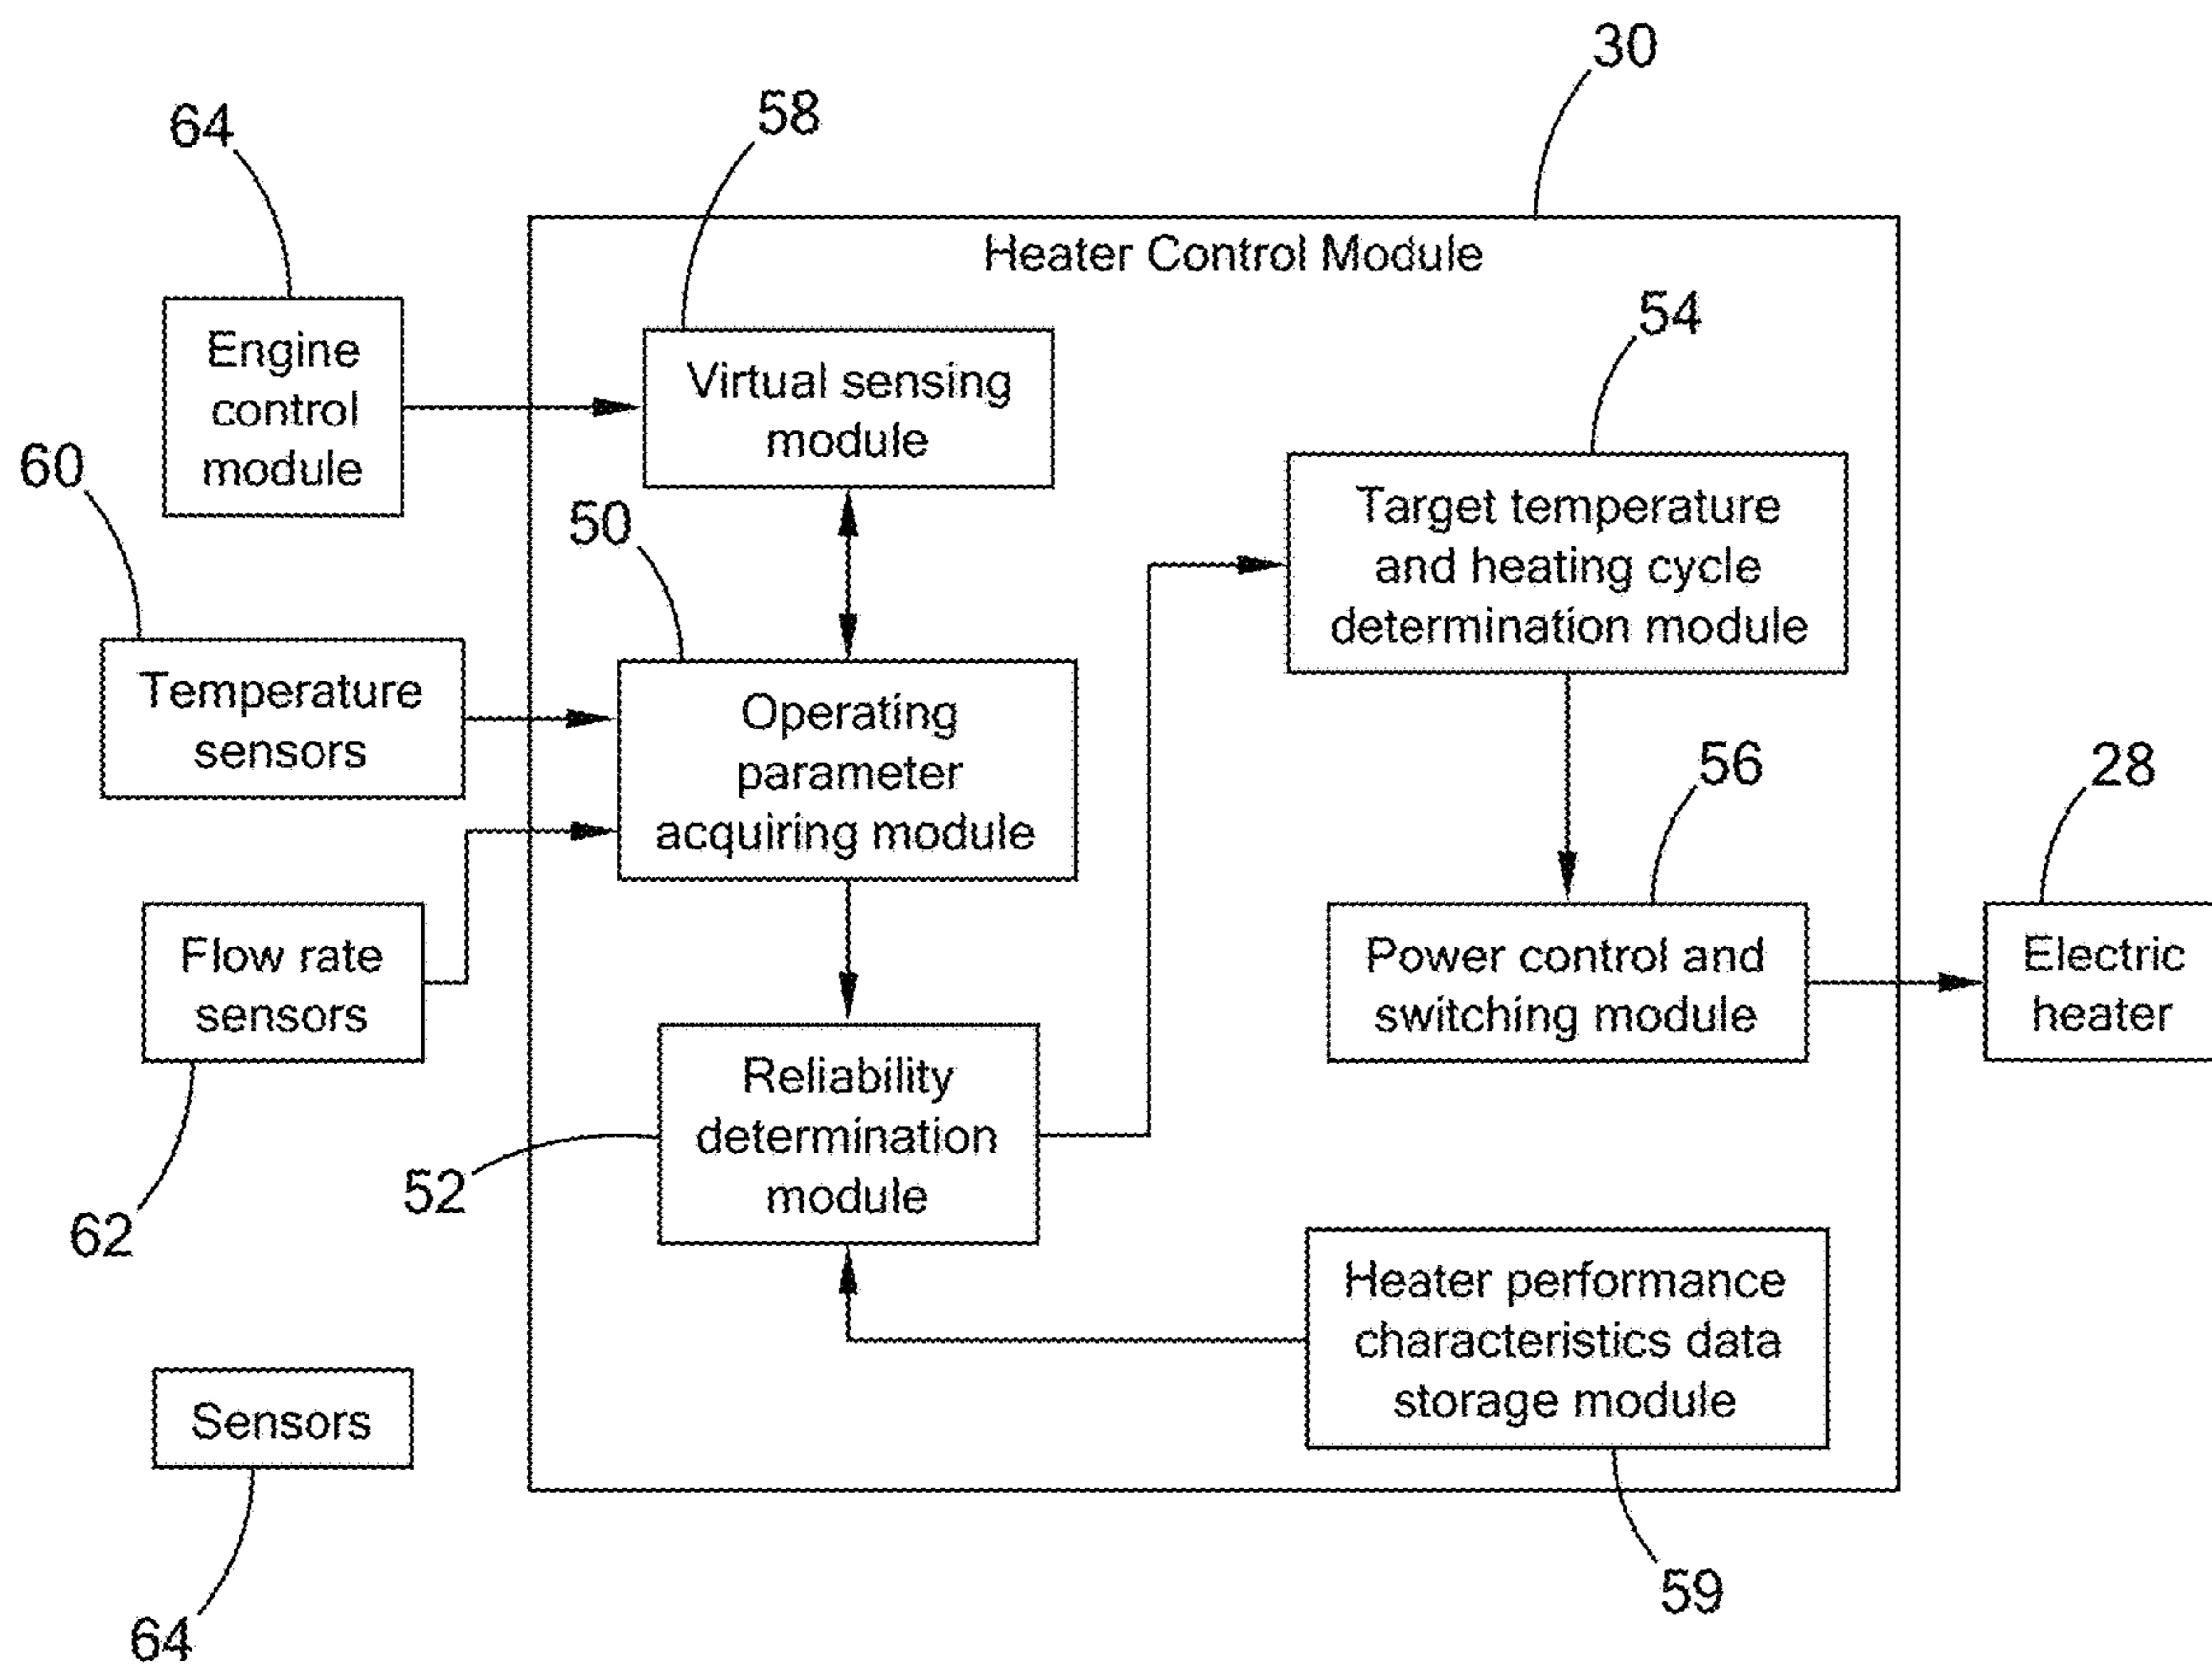 30
58
64
Heater Control Module
Engine
control
module
Virtual sensing
module
54
60
50
Target temperature
and heating cycle
determination module
Temperature
sensors
Operating
parameter
acquiring module
56
28
Flow rate
sensors
Power control and
switching module
Electric
heater
Reliability
determination
module
52
62
Heater performance
characteristics data
storage module
Sensors
59
64